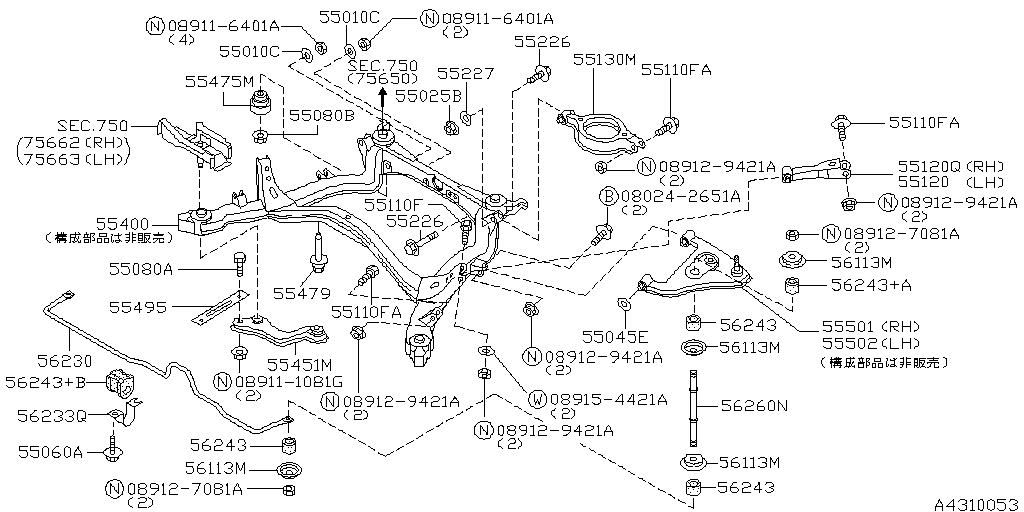 N08911-6401A
(4)
55010C
N08911-6401A
(2)
55010C
SEC.750
(75650)
55226
55227
55130M
55110FA
55475M
55025B
55080B
SEC.750
(75662(RH)
75663(LH))
55110FA
N08912-9421A
(2)
55120Q(RH)
55120 (LH)
B08024-2651A
(2)
N08912-9421A
(2)
55110F
55226
55400
(構成部品は非販売)
N08912-7081A
(2)
56113M
55080A
56243+A
55479
55495
55110FA
55045E
56243
55501 (RH)
55502(LH)
(構成部品は非販売)
56113M
56230
55451M
N08912-9421A
(2)
56243+B
N08911-1081G
(2)
N08912-9421A
(2)
W08915-4421A
(2)
56260N
56233Q
N08912-9421A
(2)
55060A
56243
56113M
56113M
N08912-7081A
(2)
56243
A4310053